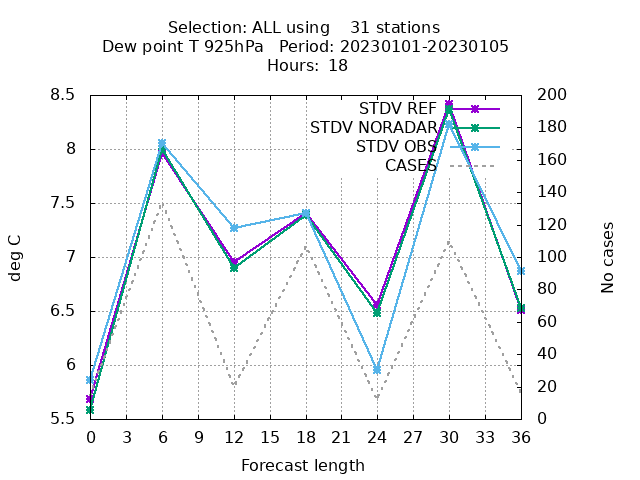 Selection: ALL using    31 stations
Dew point T 925hPa   Period: 20230101-20230105
Hours:  18
STDV REF
STDV NORADAR
STDV OBS
CASES
8.5
8
7.5
7
6.5
6
5.5
200
180
160
140
120
100
80
60
40
20
0
deg C
No cases
0 3 6 9 12 15 18 21 24 27 30 33 36
Forecast length